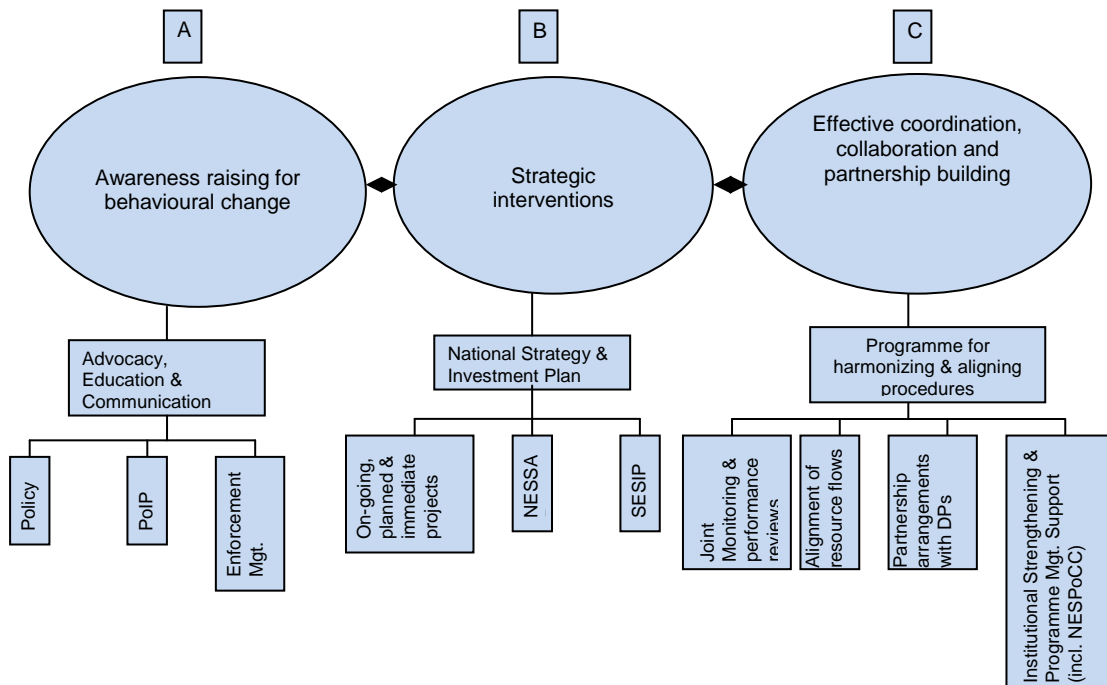 A
B
C
Awareness raising for
behavioural change
Strategic
interventions
Effective coordination,
collaboration and
partnership building
Advocacy,
Education &
Communication
National Strategy &
Investment Plan
Programme for
harmonizing & aligning
procedures
Policy
PoIP
Enforcement
Mgt.
On-going,
planned &
immediate
projects
NESSA
SESIP
Joint
Monitoring &
performance
reviews
Alignment of
resource flows
Partnership
arrangements
with DPs
Institutional Strengthening &
Programme Mgt. Support
(incl. NESPoCC)